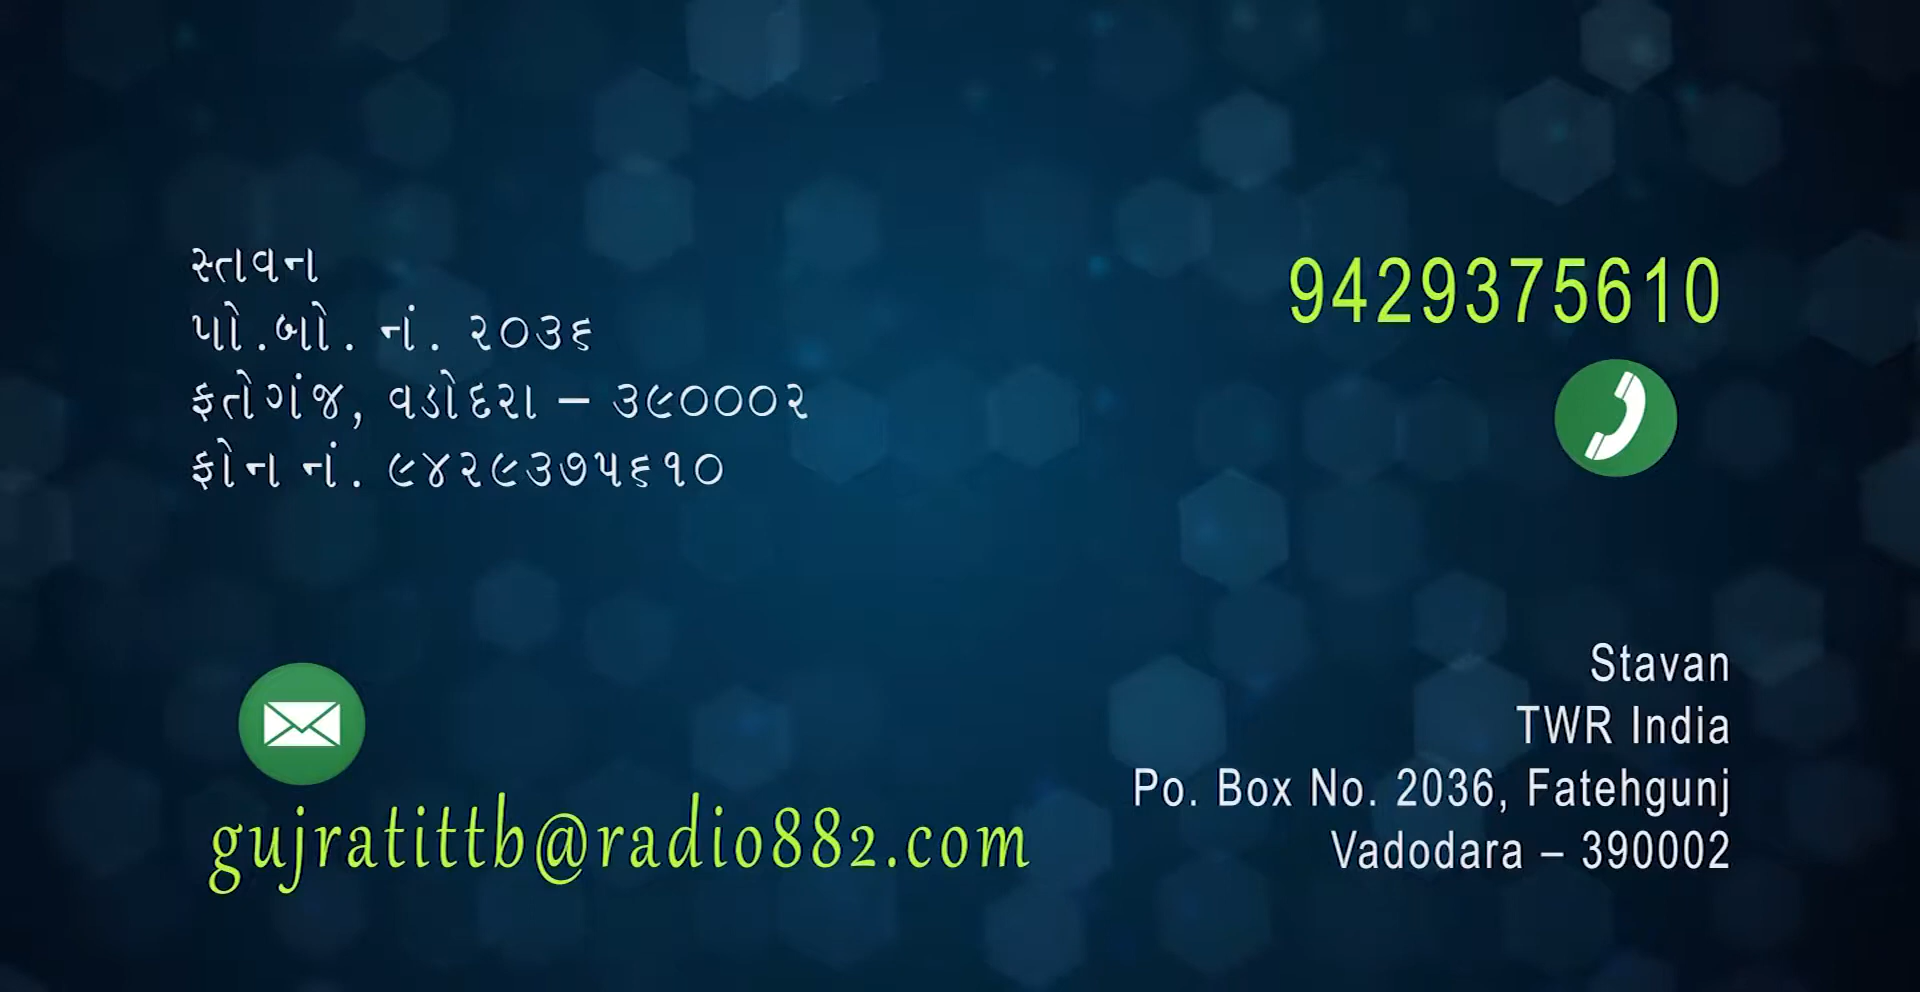 સ્તવન
પો.બો. નં. ૨૦૩૬
ફતેગંજ, વડોદરા – ૩૯૦૦૦૨
ફોન નં. ૯૪૨૯૩૭૫૬૧૦
9429375610
gujratittb@radio882.com
Stavan
TWR India
Po. Box No. 2036, Fatehgunj
Vadodara – 390002